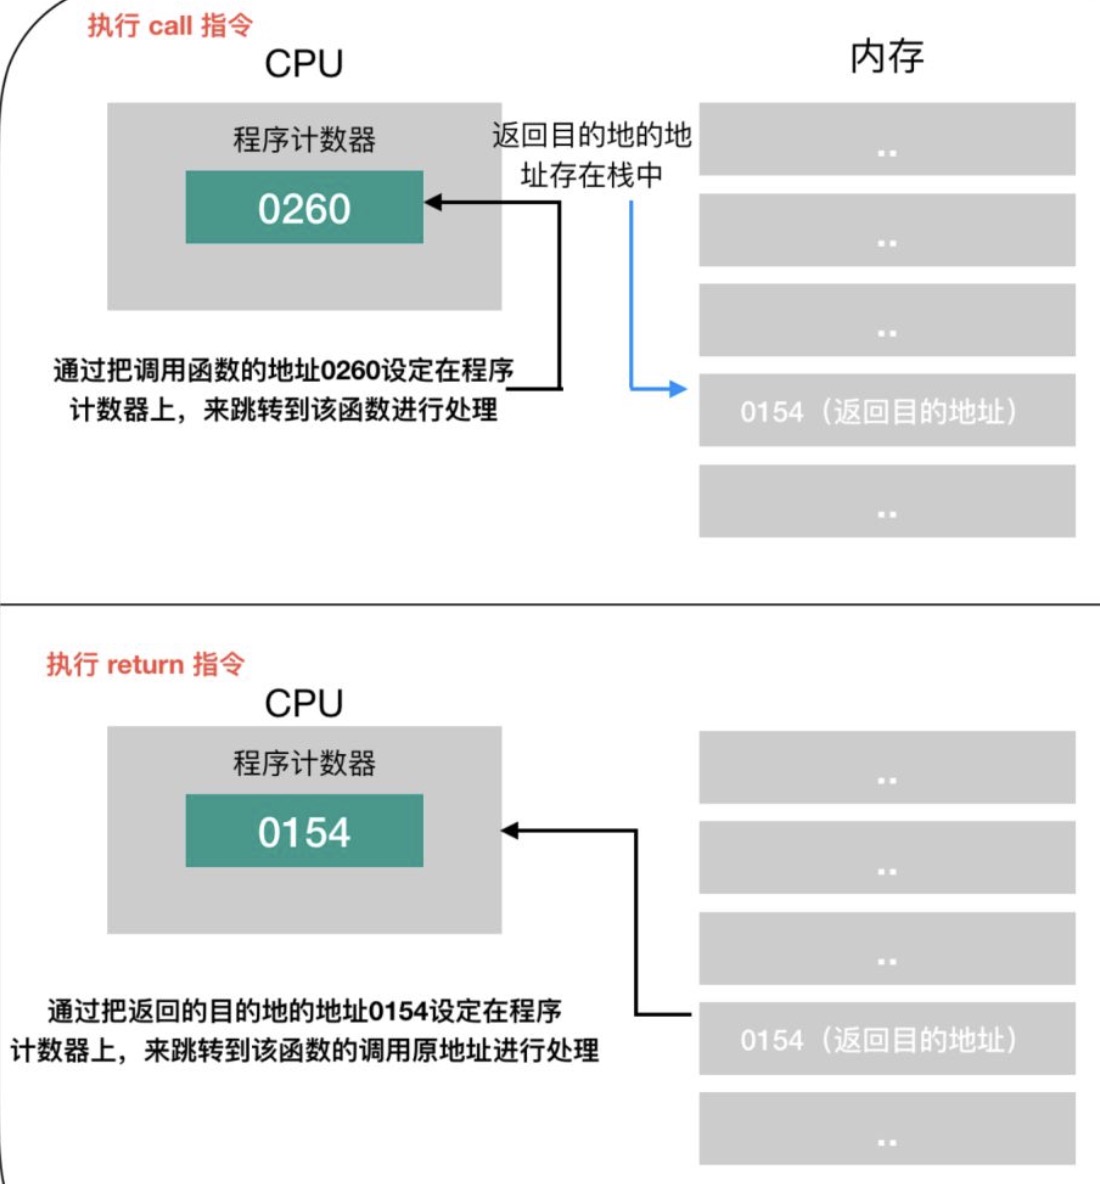 执行 call 指令
CPU
内存
程序计数器
0260
返回目的地的地
址存在栈中
..
..
..
通过把调用函数的地址0260设定在程序
计数器上，来跳转到该函数进行处理
0154（返回目的地址）
..
执行 return 指令
CPU
程序计数器
0154
..
..
..
通过把返回的目的地的地址0154设定在程序
计数器上，来跳转到该函数的调用原地址进行处理
0154（返回目的地址）
..